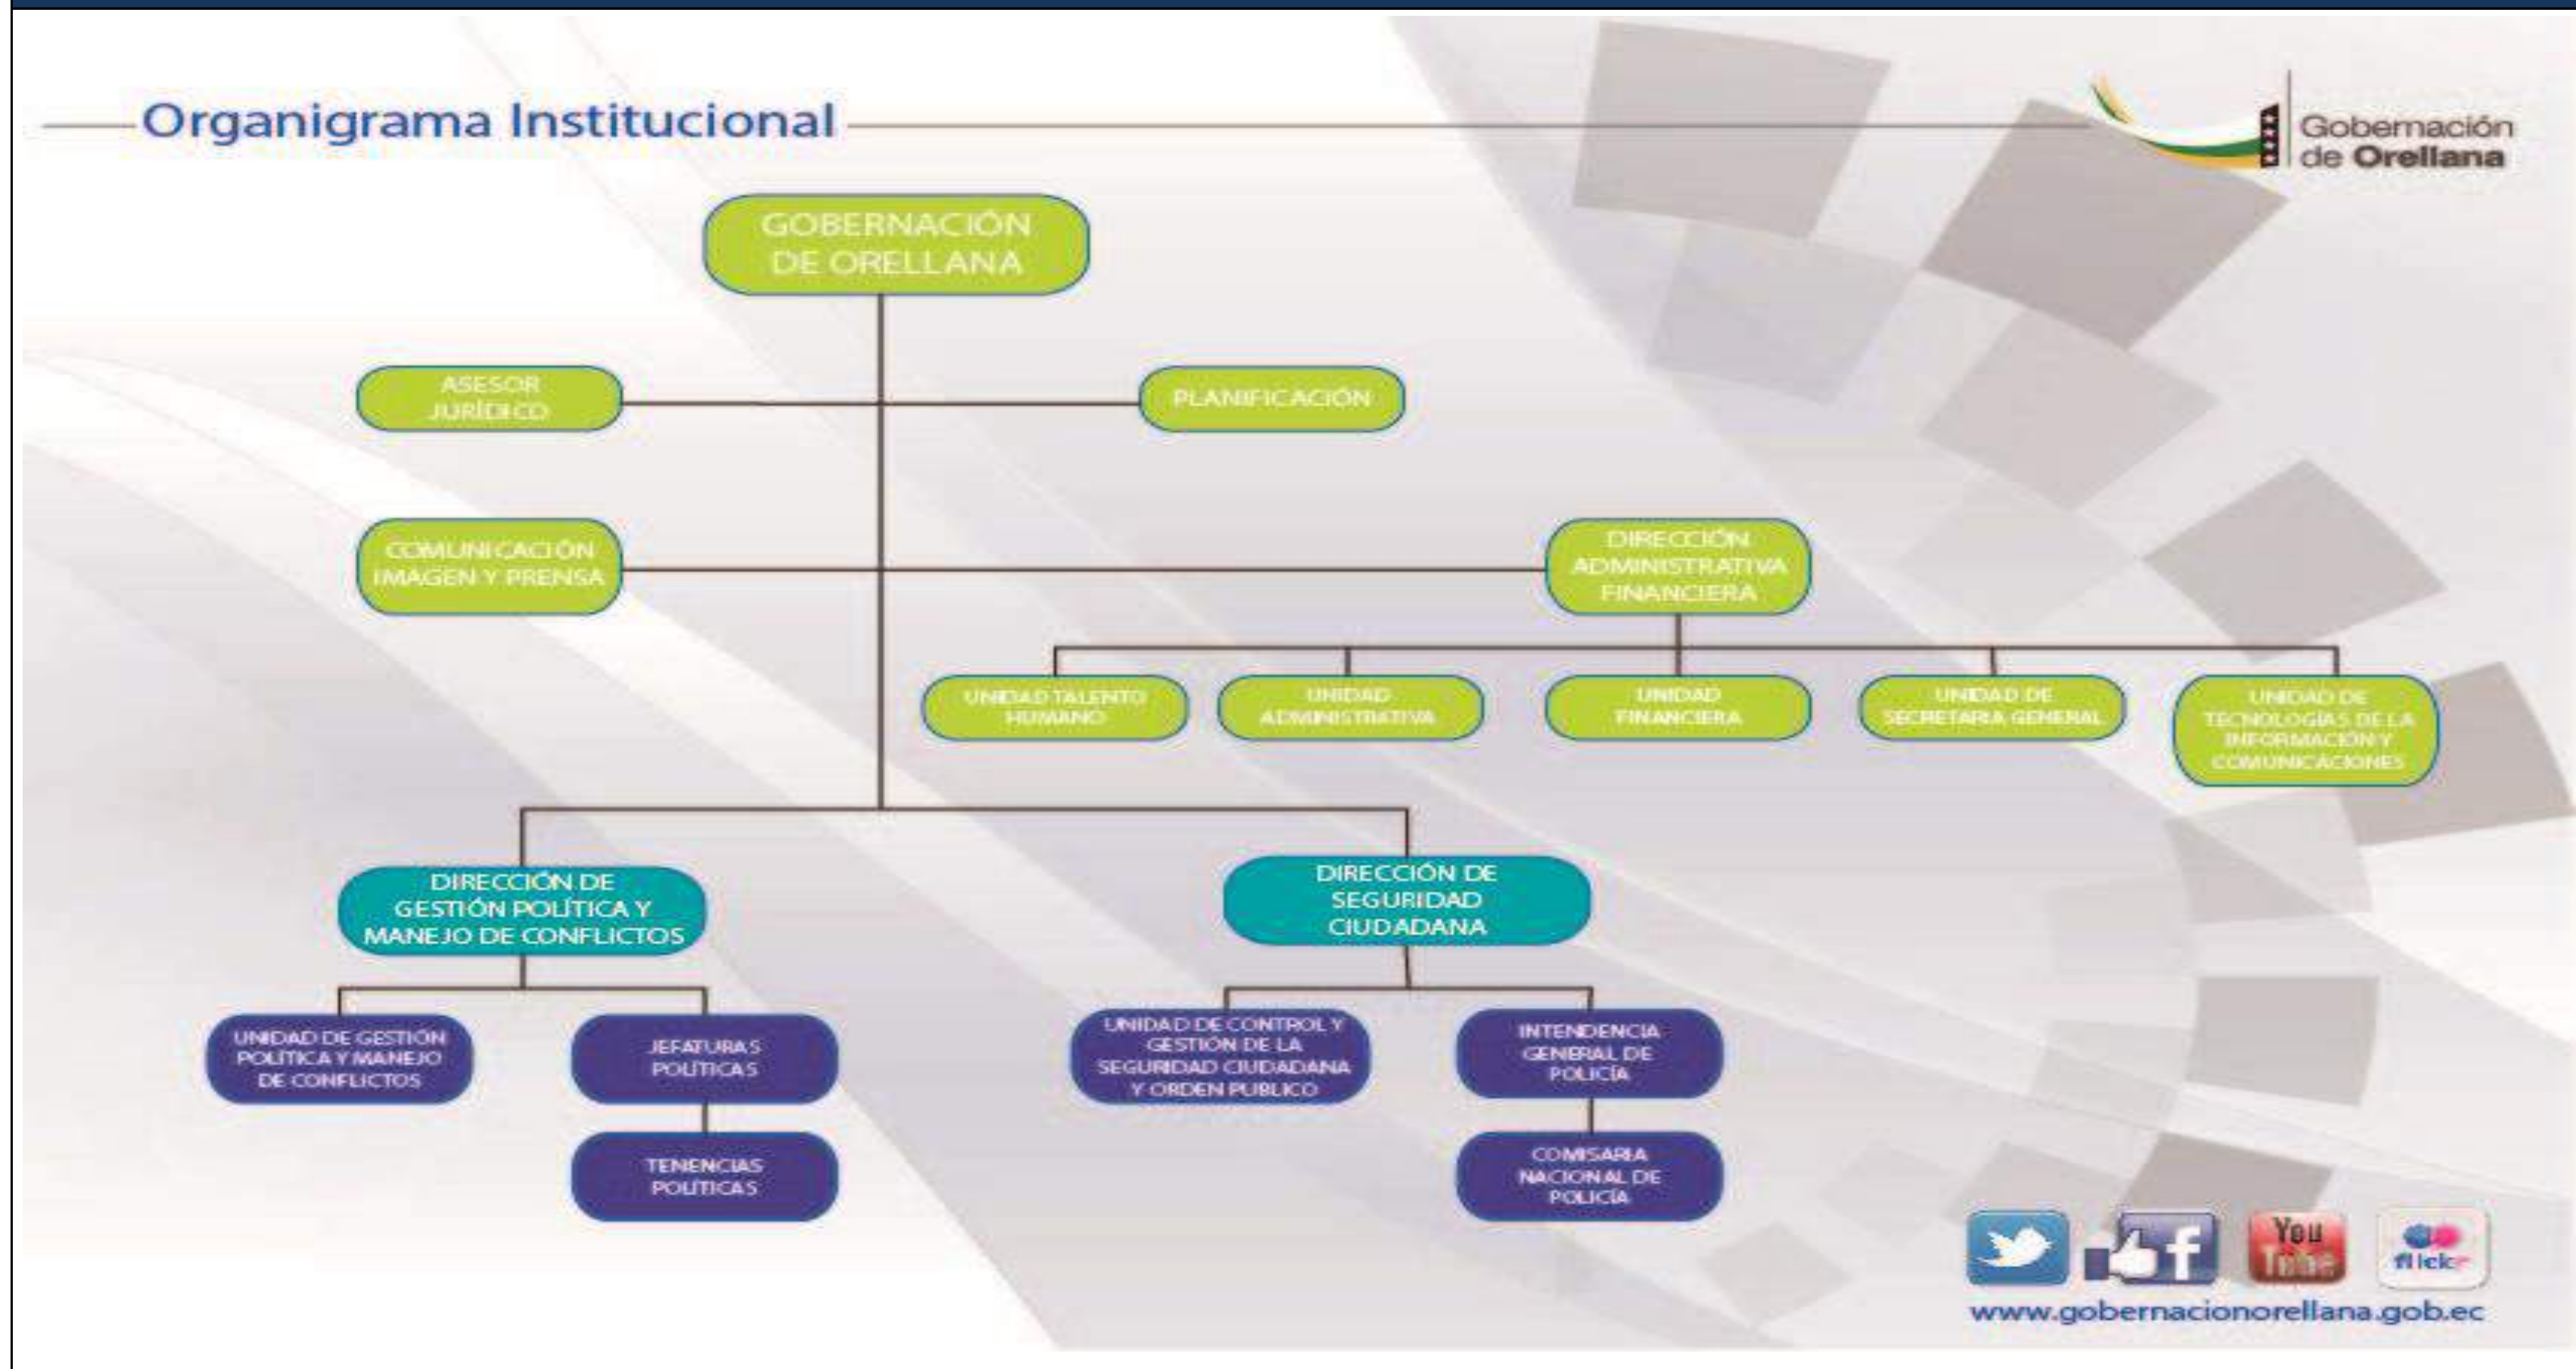 Organigrama Institucional
Gobernación
de Orellana
GOBERNACIÓN
DE ORELLANA
ASESOR
JURÍDICO
PLANIFICACIÓN
COMUNICACIÓN
IMAGEN Y PRENSA
DIRECCIÓN
ADMINISTRATIVA
FINANCIERA
UNIDAD TALENTO
HUMANO
UNIDAD
ADMINISTRATIVA
UNIDAD
FINANCIERA
UNIDAD DE
SECRETARIA GENERAL
UNIDAD DE
TECNOLOGÍAS DE LA
INFORMACIÓN Y
COMUNICACIONES
DIRECCIÓN DE
GESTIÓN POLÍTICA Y
MANEJO DE CONFLICTOS
DIRECCIÓN DE
SEGURIDAD
CIUDADANA
UNIDAD DE GESTIÓN
POLÍTICA Y MANEJO
DE CONFLICTOS
JEFATURAS
POLÍTICAS
UNIDAD DE CONTROL Y
GESTIÓN DE LA
SEGURIDAD CIUDADANA
Y ORDEN PUBLICO
INTENDENCIA
GENERAL DE
POLICÍA
TENENCIAS
POLÍTICAS
COMISARIA
NACIONAL DE
POLICÍA
f
You
Tube
flickr
www.gobernacionorellana.gob.ec